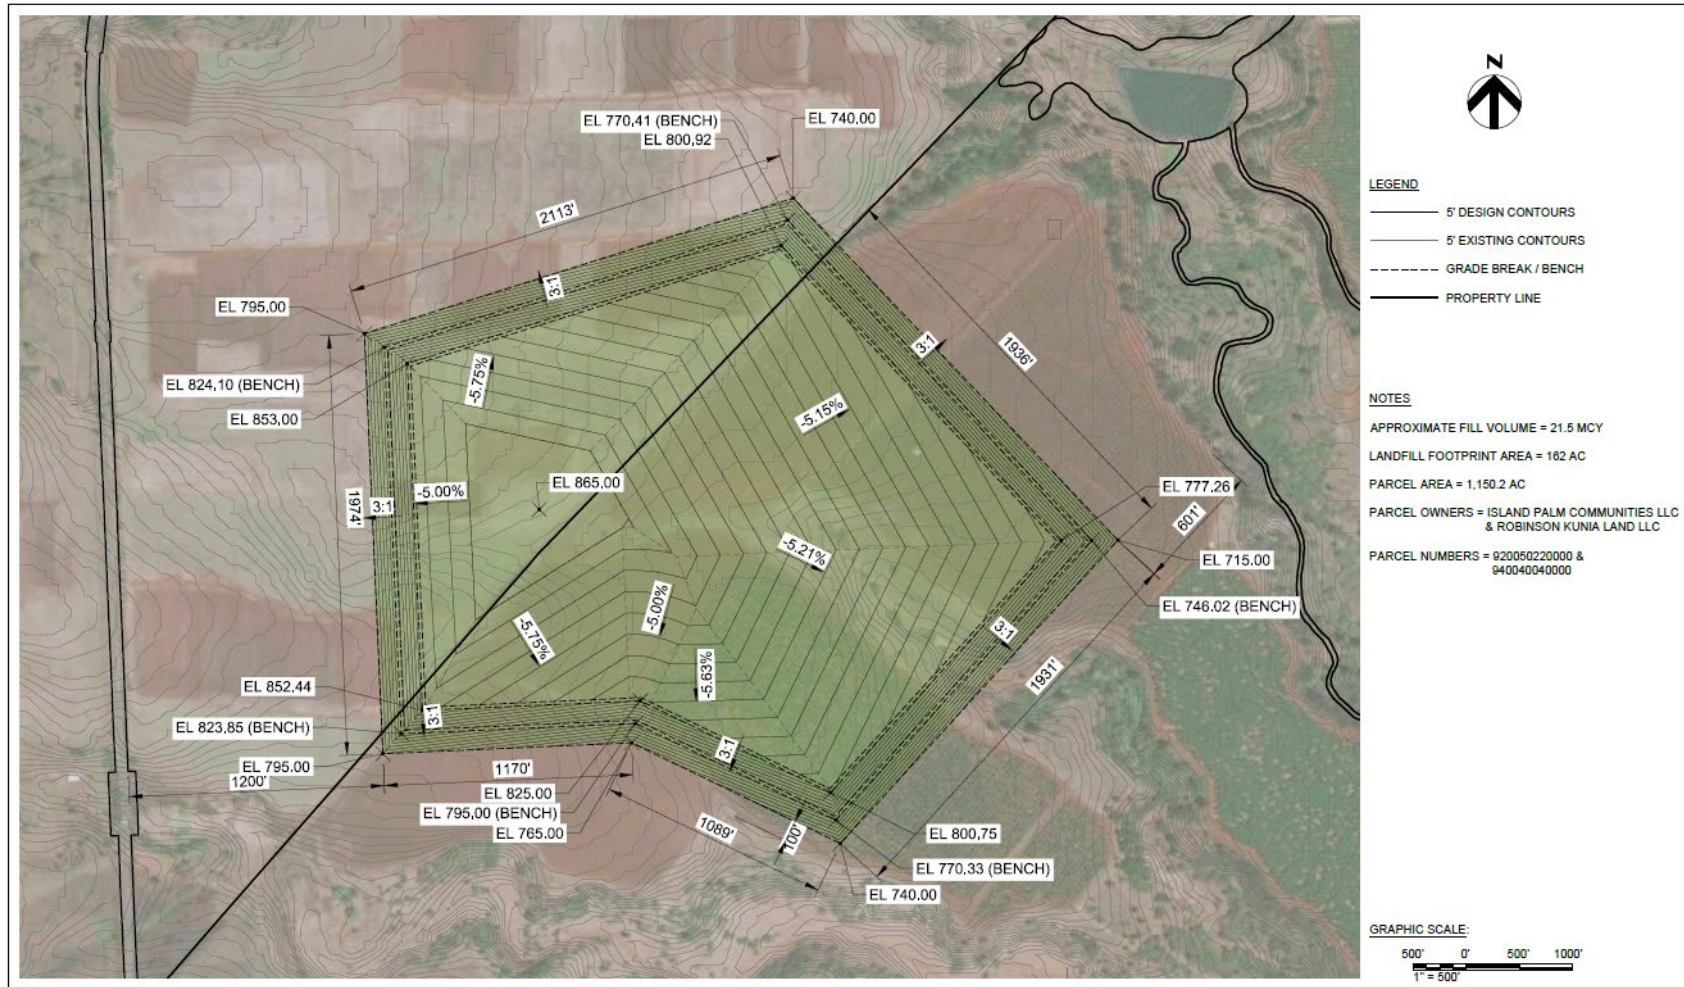 EL 770.41 (BENCH)
EL 740.00
EL 800.92
2113'
3:1
EL 795.00
EL 824.10 (BENCH)
EL 853.00
-5.75%
-5.15%
3:1
1936'
1974'
3:1
-5.00%
EL 865.00
EL 777.26
601'
-5.21%
EL 715.00
EL 746.02 (BENCH)
-5.75%
-5.00%
-5.63%
3:1
1931'
EL 852.44
EL 823.85 (BENCH)
3:1
EL 795.00
1200'
1170'
3:1
EL 825.00
EL 795.00 (BENCH)
EL 765.00
1089'
100'
EL 800.75
EL 770.33 (BENCH)
EL 740.00
N
LEGEND
5' DESIGN CONTOURS
5' EXISTING CONTOURS
GRADE BREAK / BENCH
PROPERTY LINE
NOTES
APPROXIMATE FILL VOLUME = 21.5 MCY
LANDFILL FOOTPRINT AREA = 162 AC
PARCEL AREA = 1,150.2 AC
PARCEL OWNERS = ISLAND PALM COMMUNITIES LLC
& ROBINSON KUNIA LAND LLC
PARCEL NUMBERS = 920050220000 &
940040040000
GRAPHIC SCALE:
500' 0' 500' 1000'
1" = 500'